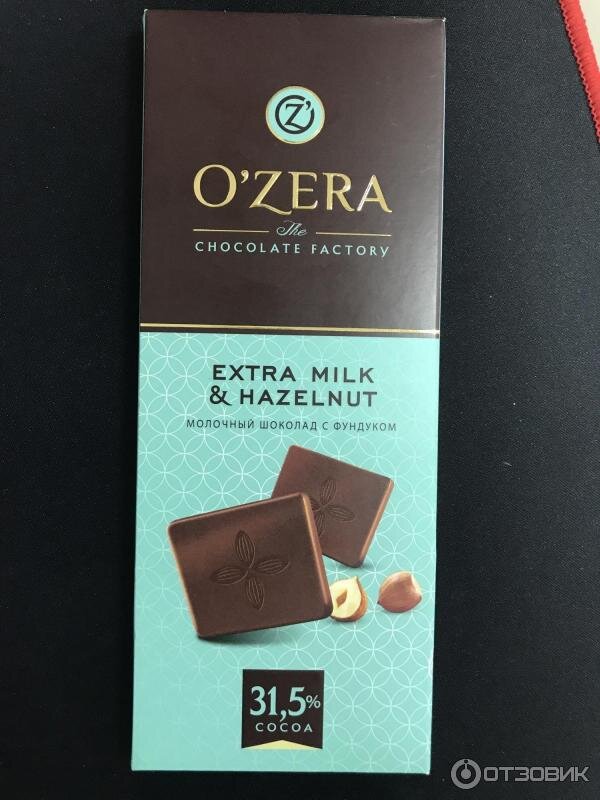 Z'
O'ZERA
The
CHOCOLATE FACTORY
EXTRA MILK
& HAZELNUT
МОЛОЧНЫЙ ШОКОЛАД С ФУНДУКОМ
31,5%
COCOA
ОТЗОВИК